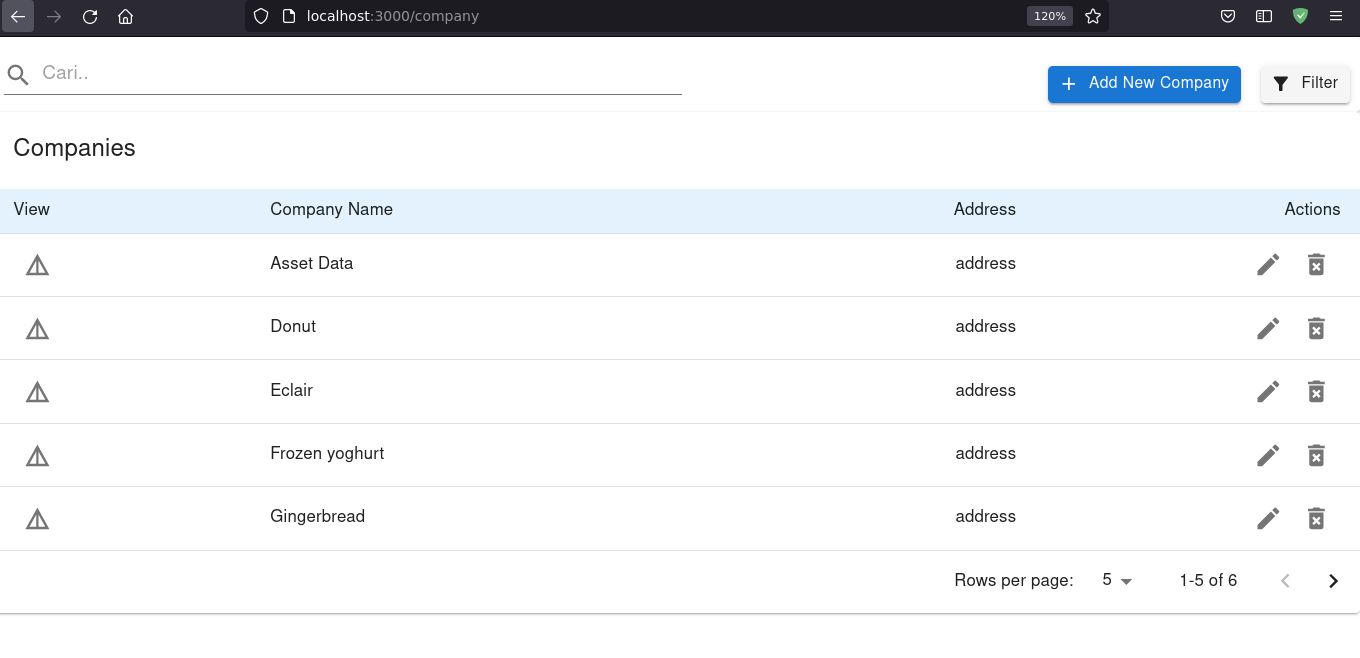 localhost:3000/company
120%
Cari..
Add New Company
Filter
Companies
View Company Name Address Actions
Asset Data address
Donut address
Eclair address
Frozen yoghurt address
Gingerbread address
Rows per page: 5 1-5 of 6